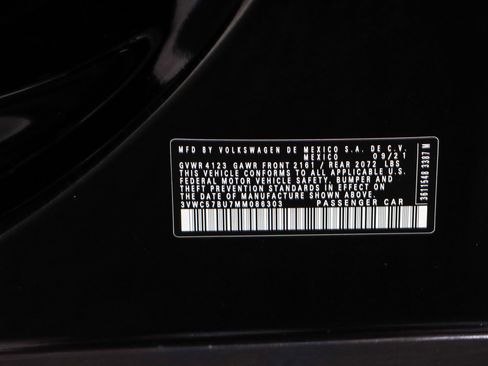 MFD BY VOLKSWAGEN DE MEXICO S.A. DE C.V.
MEXICO 09/21
GVWR 4123 GAWR FRONT 2161 / REAR 2072 LBS
THIS VEHICLE CONFORMS TO ALL APPLICABLE U.S.
FEDERAL MOTOR VEHICLE SAFETY, BUMPER AND
THEFT PREVENTION STANDARDS IN EFFECT ON
THE DATE OF MANUFACTURE SHOWN ABOVE.
3VWC57BU7MM086303 PASSENGER CAR
3611548 3387 M